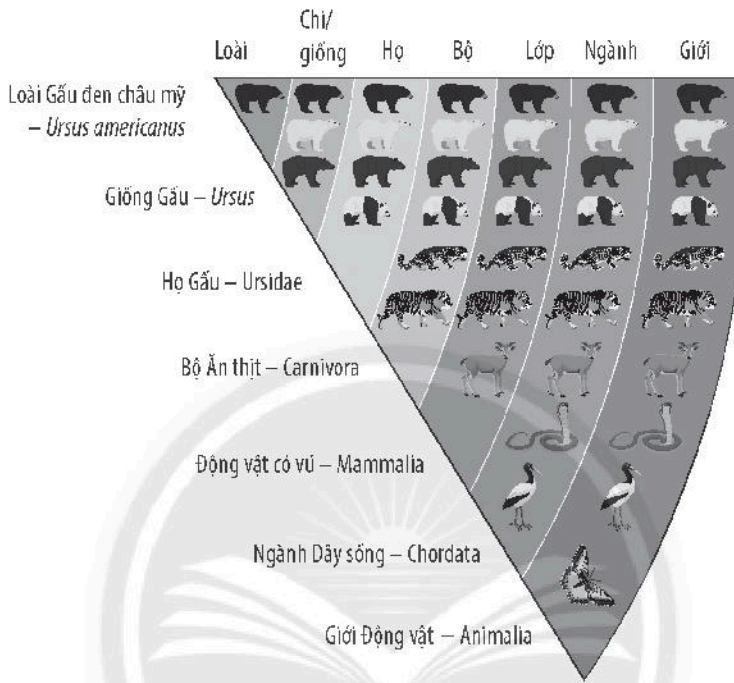 Loài
Chi/
giống
Họ
Bộ
Lớp
Ngành
Giới
Loài Gấu đen châu mỹ
– Ursus americanus
Giống Gấu – Ursus
Họ Gấu – Ursidae
Bộ Ăn thịt – Carnivora
Động vật có vú – Mammalia
Ngành Dây sống – Chordata
Giới Động vật – Animalia